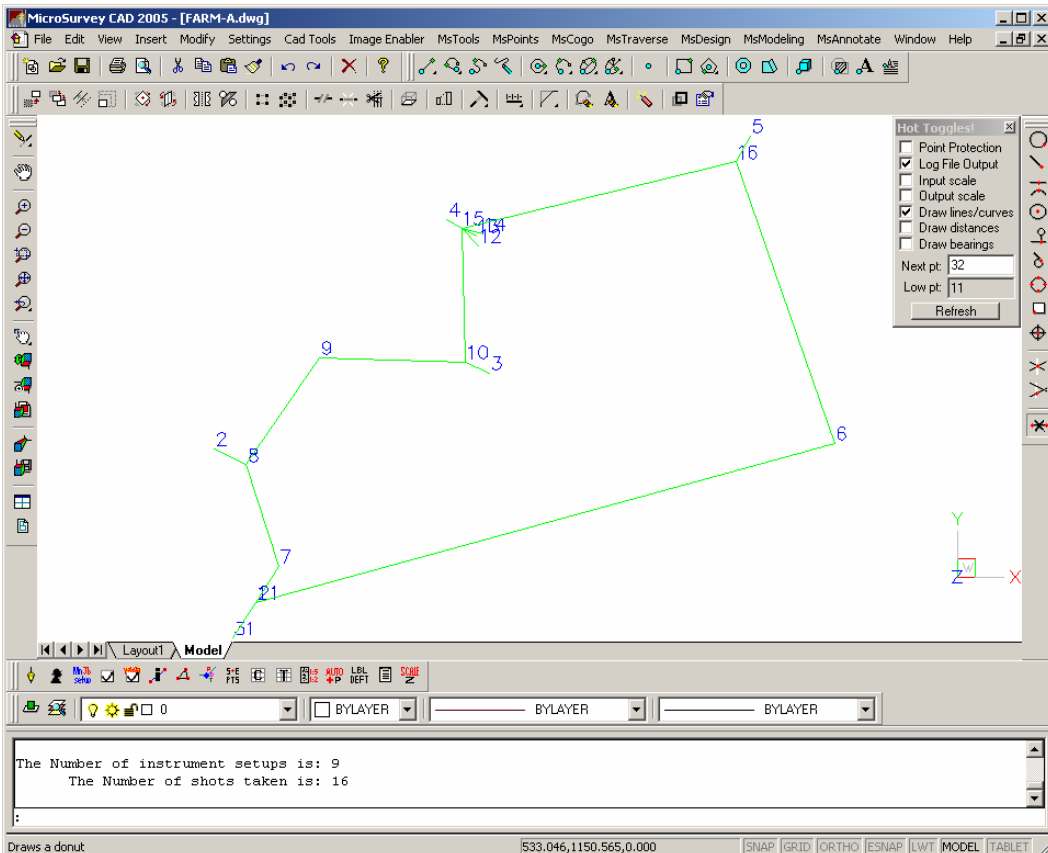 MicroSurvey CAD 2005 - [FARM-A.dwg]
File Edit View Insert Modify Settings Cad Tools Image Enabler MsTools MsPoints MsCogo MsTraverse MsDesign MsModeling MsAnnotate Window Help
Hot Toggles!
Point Protection
Log File Output
Input scale
Output scale
Draw lines/curves
Draw distances
Draw bearings
Next pt: 32
Low pt: 11
Refresh
5
16
4
15
14
12
9
10
3
2
8
6
7
21
31
Y
W
Z X
Layout1 Model
0 BYLAYER BYLAYER BYLAYER
The Number of instrument setups is: 9
The Number of shots taken is: 16
:
Draws a donut 533.046,1150.565,0.000 SNAP GRID ORTHO ESNAP LWT MODEL TABLET